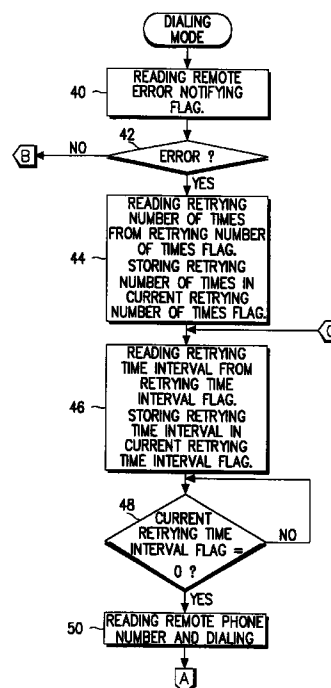 DIALING
MODE
40
READING REMOTE
ERROR NOTIFYING
FLAG.
42
B
NO
ERROR ?
YES
44
READING RETRYING
NUMBER OF TIMES
FROM RETRYING NUMBER
OF TIMES FLAG.
STORING RETRYING
NUMBER OF TIMES IN
CURRENT RETRYING
NUMBER OF TIMES FLAG.
C
46
READING RETRYING
TIME INTERVAL FROM
RETRYING TIME
INTERVAL FLAG.
STORING RETRYING
TIME INTERVAL IN
CURRENT RETRYING
TIME INTERVAL FLAG.
48
CURRENT
RETRYING TIME
INTERVAL FLAG =
0 ?
NO
YES
50
READING REMOTE PHONE
NUMBER AND DIALING
A